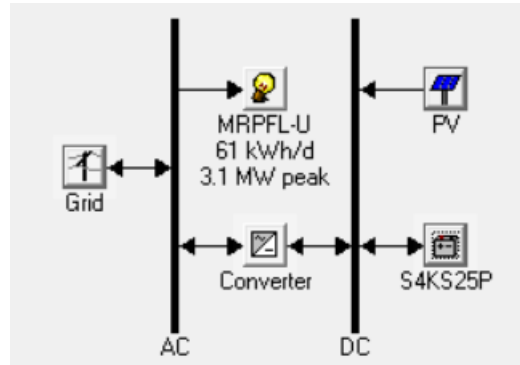 MRPFL-U
61 kWh/d
3.1 MW peak
PV
Grid
Converter
S4KS25P
AC
DC